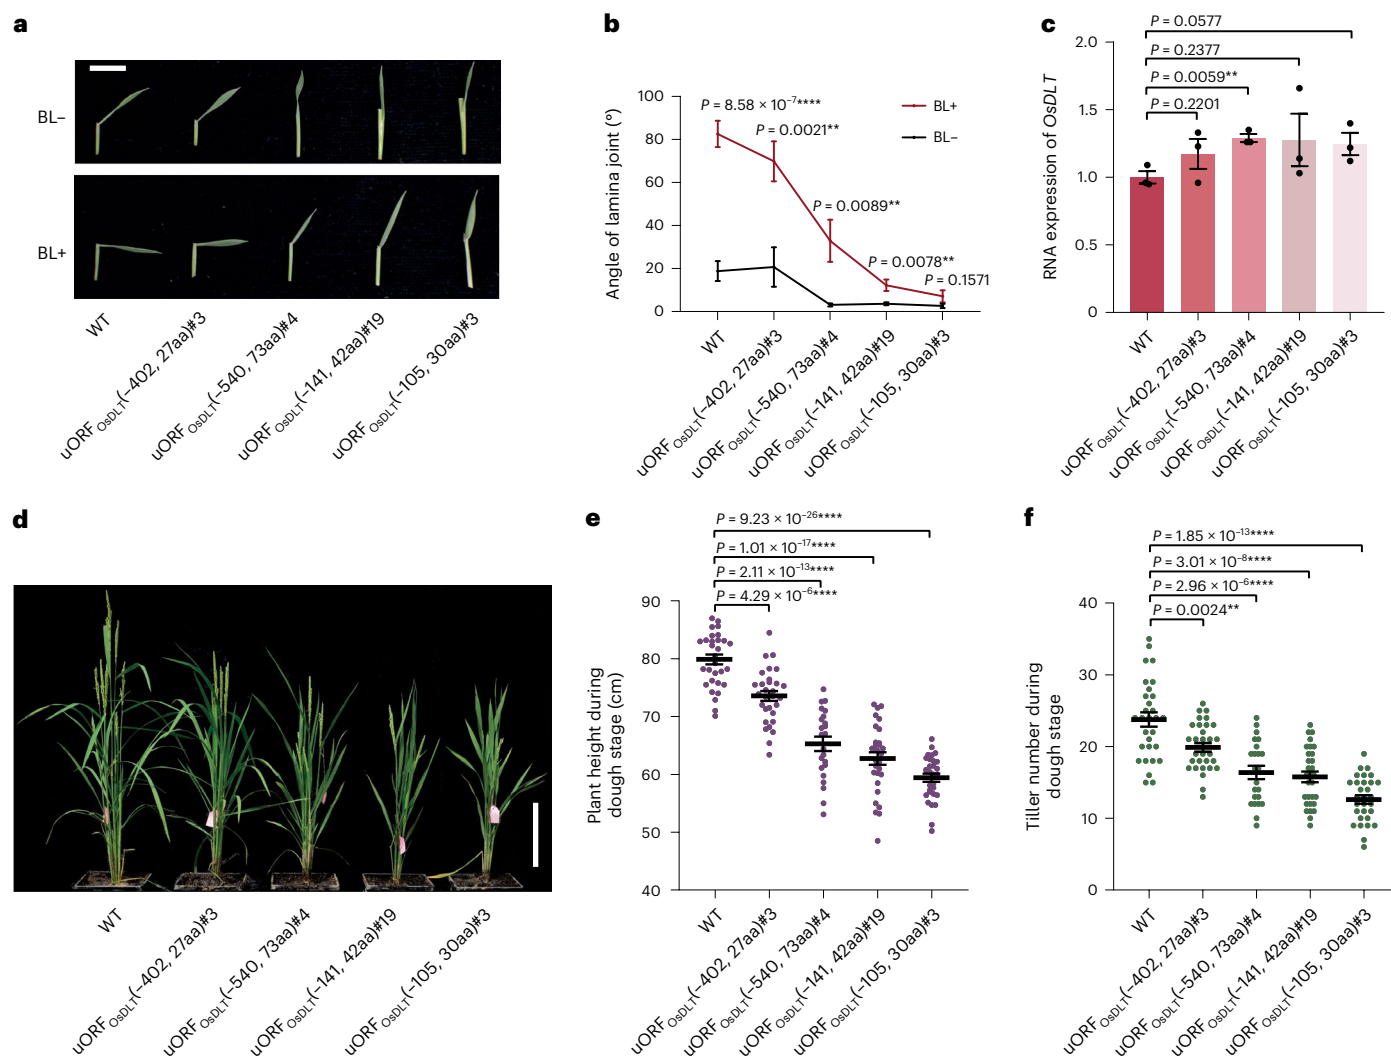 a
BL–
BL+
WT
uORF OsDLT(−402, 27aa)#3
uORF OsDLT(−540, 73aa)#4
uORF OsDLT(−141, 42aa)#19
uORF OsDLT(−105, 30aa)#3
b
Angle of lamina joint (°)
100
80
60
40
20
0
P = 8.58 × 10⁻⁷****
P = 0.0021**
P = 0.0089**
P = 0.0078**
P = 0.1571
BL+
BL–
WT
uORF OsDLT(−402, 27aa)#3
uORF OsDLT(−540, 73aa)#4
uORF OsDLT(−141, 42aa)#19
uORF OsDLT(−105, 30aa)#3
c
RNA expression of OsDLT
2.0
1.5
1.0
0.5
0
P = 0.0577
P = 0.2377
P = 0.0059**
P = 0.2201
WT
uORF OsDLT(−402, 27aa)#3
uORF OsDLT(−540, 73aa)#4
uORF OsDLT(−141, 42aa)#19
uORF OsDLT(−105, 30aa)#3
d
WT
uORF OsDLT(−402, 27aa)#3
uORF OsDLT(−540, 73aa)#4
uORF OsDLT(−141, 42aa)#19
uORF OsDLT(−105, 30aa)#3
e
Plant height during
dough stage (cm)
90
80
70
60
50
40
P = 9.23 × 10⁻²⁶****
P = 1.01 × 10⁻¹⁷****
P = 2.11 × 10⁻¹³****
P = 4.29 × 10⁻⁶****
WT
uORF OsDLT(−402, 27aa)#3
uORF OsDLT(−540, 73aa)#4
uORF OsDLT(−141, 42aa)#19
uORF OsDLT(−105, 30aa)#3
f
Tiller number during
dough stage
40
30
20
10
0
P = 1.85 × 10⁻¹³****
P = 3.01 × 10⁻⁸****
P = 2.96 × 10⁻⁶****
P = 0.0024**
WT
uORF OsDLT(−402, 27aa)#3
uORF OsDLT(−540, 73aa)#4
uORF OsDLT(−141, 42aa)#19
uORF OsDLT(−105, 30aa)#3